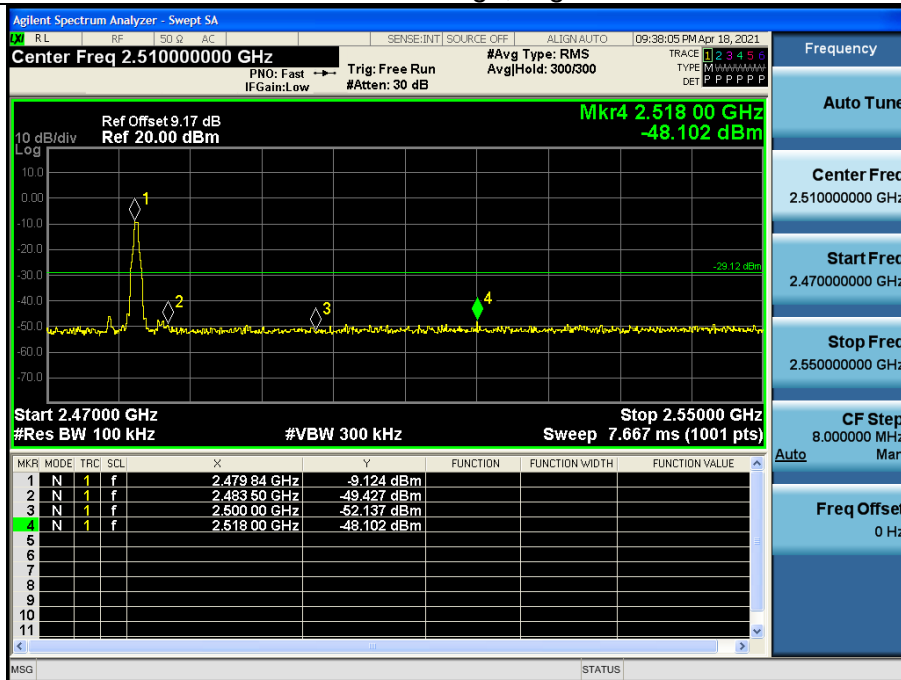 Agilent Spectrum Analyzer - Swept SA
LXI RL RF 50 Ω AC SENSE:INT SOURCE OFF ALIGNAUTO 09:38:05 PM Apr 18, 2021
Center Freq 2.510000000 GHz
PNO: Fast
IFGain:Low
Trig: Free Run
#Atten: 30 dB
#Avg Type: RMS
Avg|Hold: 300/300
TRACE 1 2 3 4 5 6
TYPE M
DET P P P P P P
Ref Offset 9.17 dB
10 dB/div Ref 20.00 dBm
Log
Mkr4 2.518 00 GHz
-48.102 dBm
10.0
0.00
-10.0
-20.0
-30.0
-40.0
-50.0
-60.0
-70.0
1
2
3
4
-29.12 dBm
Start 2.47000 GHz Stop 2.55000 GHz
#Res BW 100 kHz #VBW 300 kHz Sweep 7.667 ms (1001 pts)
MKR MODE TRC SCL X Y FUNCTION FUNCTION WIDTH FUNCTION VALUE
1 N 1 f 2.479 84 GHz -9.124 dBm
2 N 1 f 2.483 50 GHz -49.427 dBm
3 N 1 f 2.500 00 GHz -52.137 dBm
4 N 1 f 2.518 00 GHz -48.102 dBm
5
6
7
8
9
10
11
MSG STATUS
Frequency
Auto Tune
Center Freq
2.510000000 GHz
Start Freq
2.470000000 GHz
Stop Freq
2.550000000 GHz
CF Step
8.000000 MHz
Auto Man
Freq Offset
0 Hz